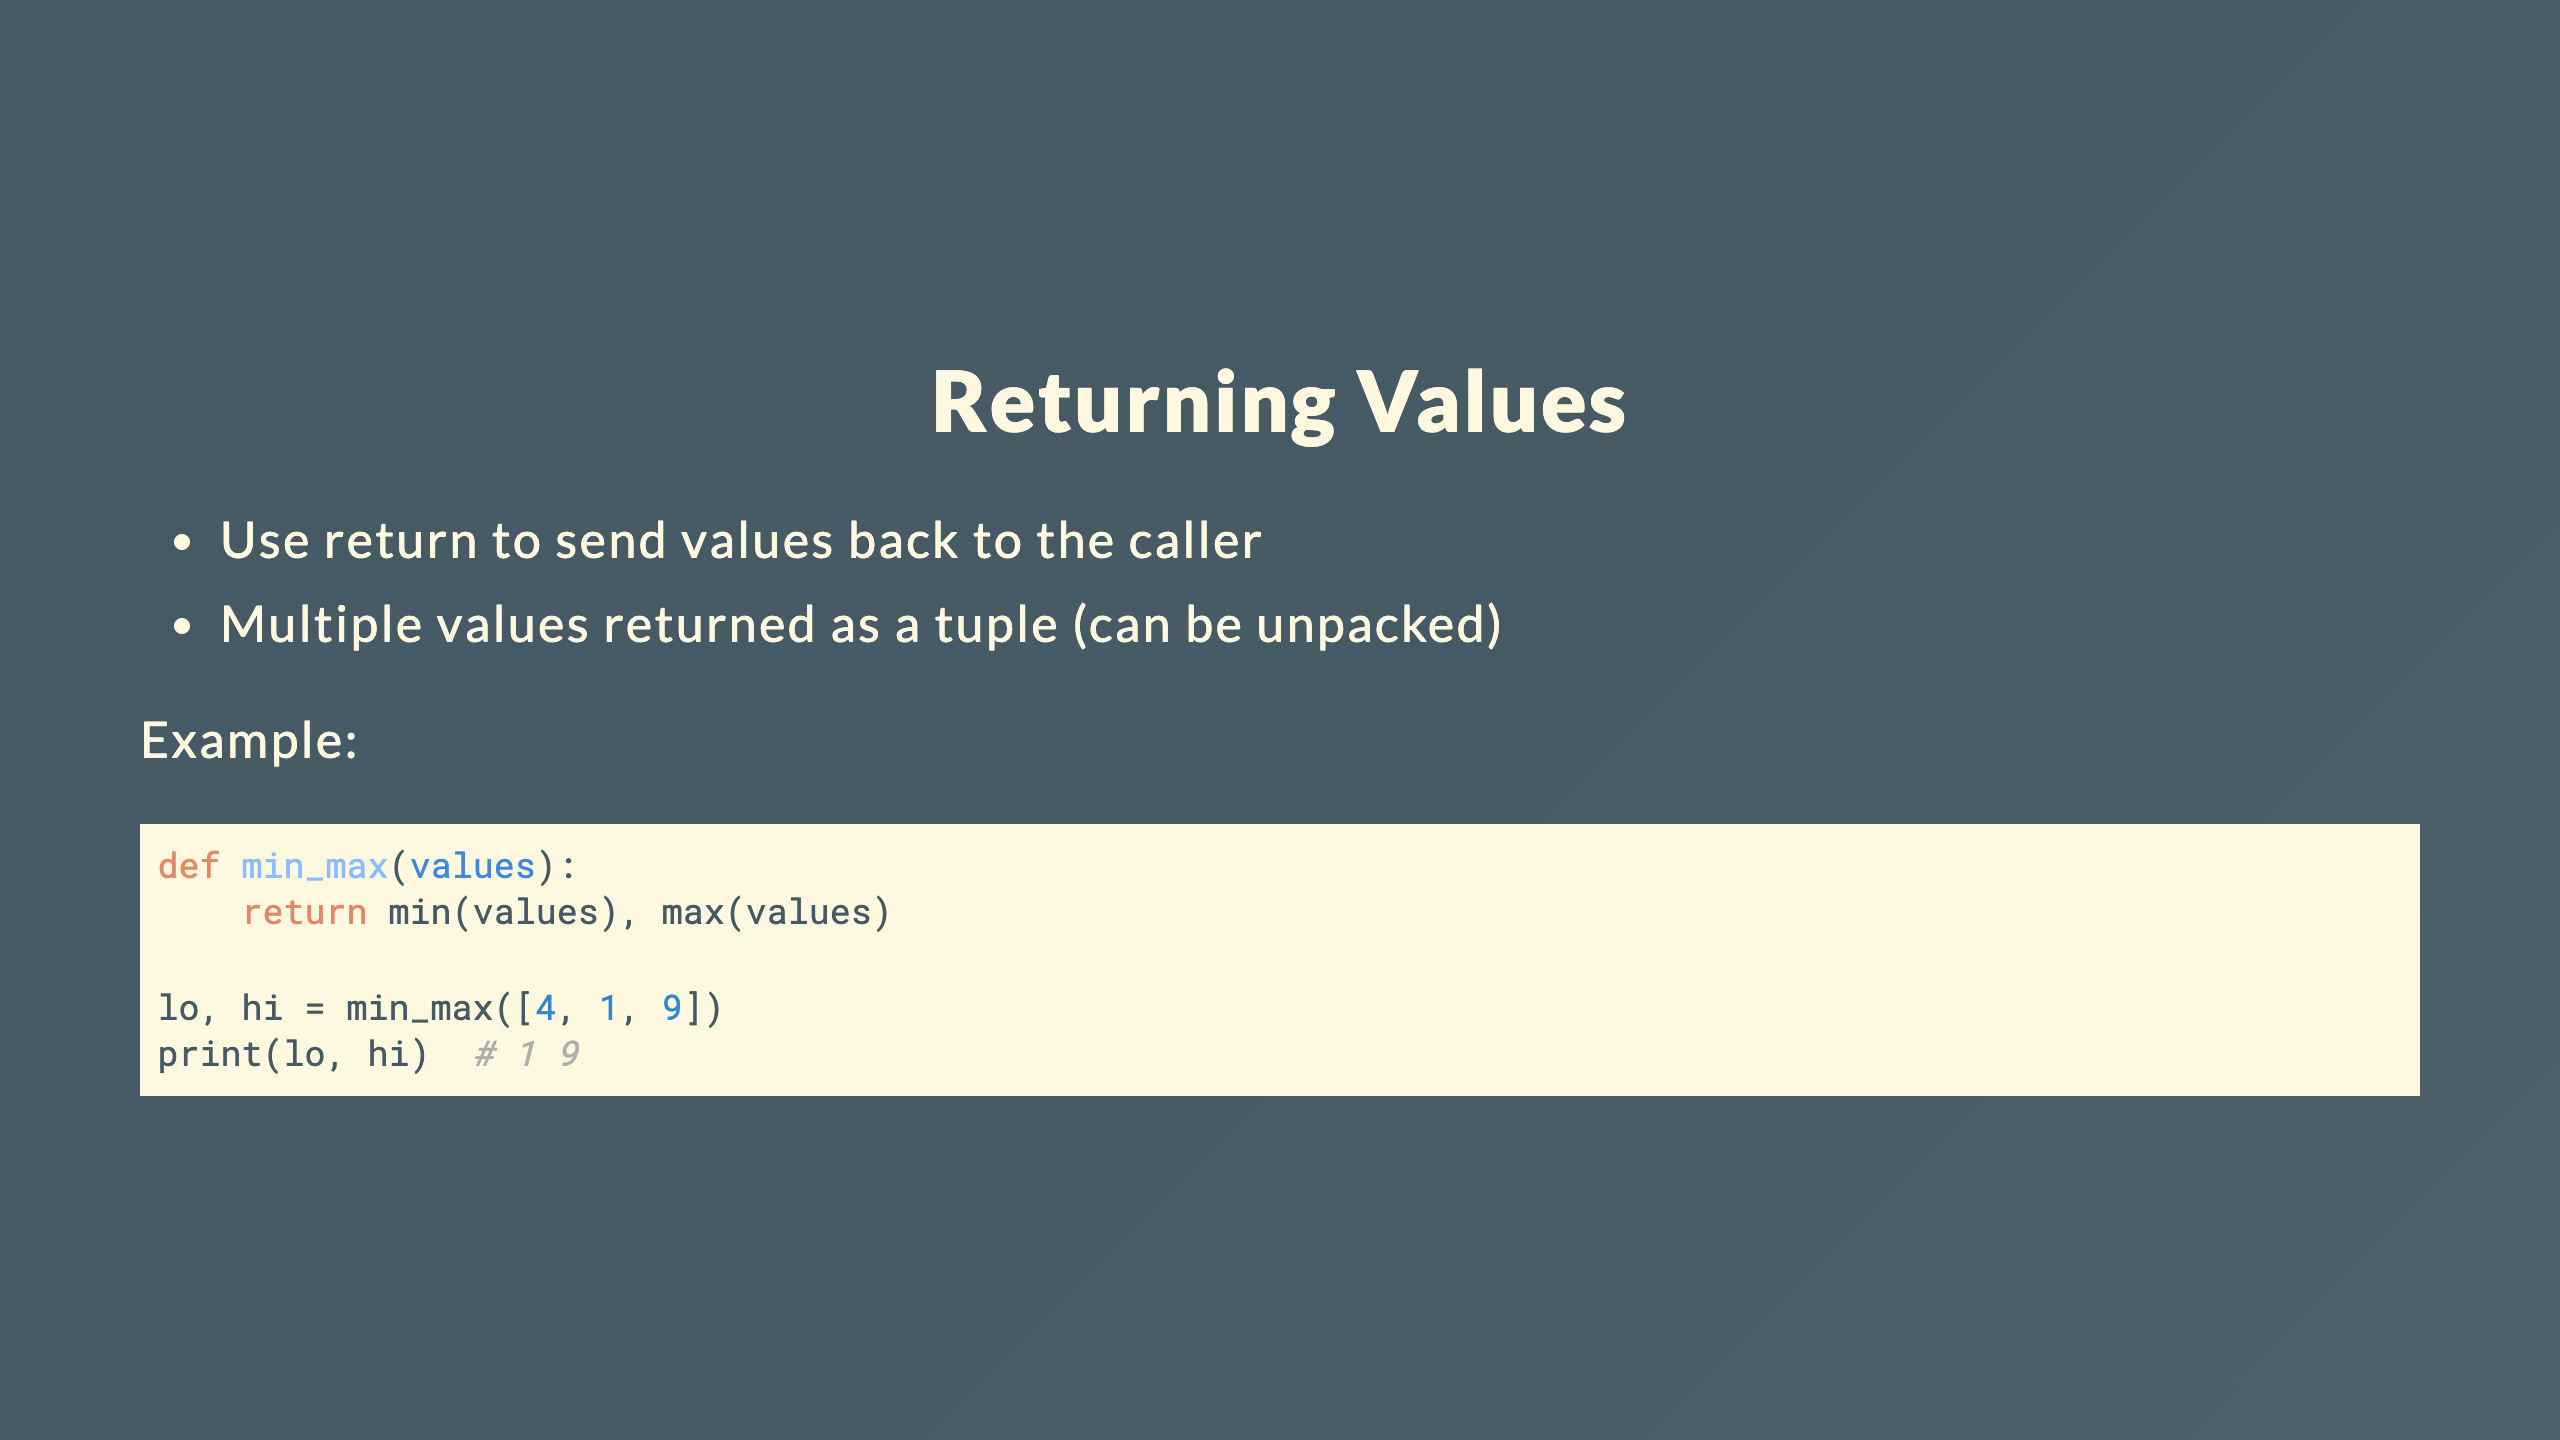 Returning Values
• Use return to send values back to the caller
• Multiple values returned as a tuple (can be unpacked)
Example:
def min_max(values):
    return min(values), max(values)

lo, hi = min_max([4, 1, 9])
print(lo, hi)  # 1 9